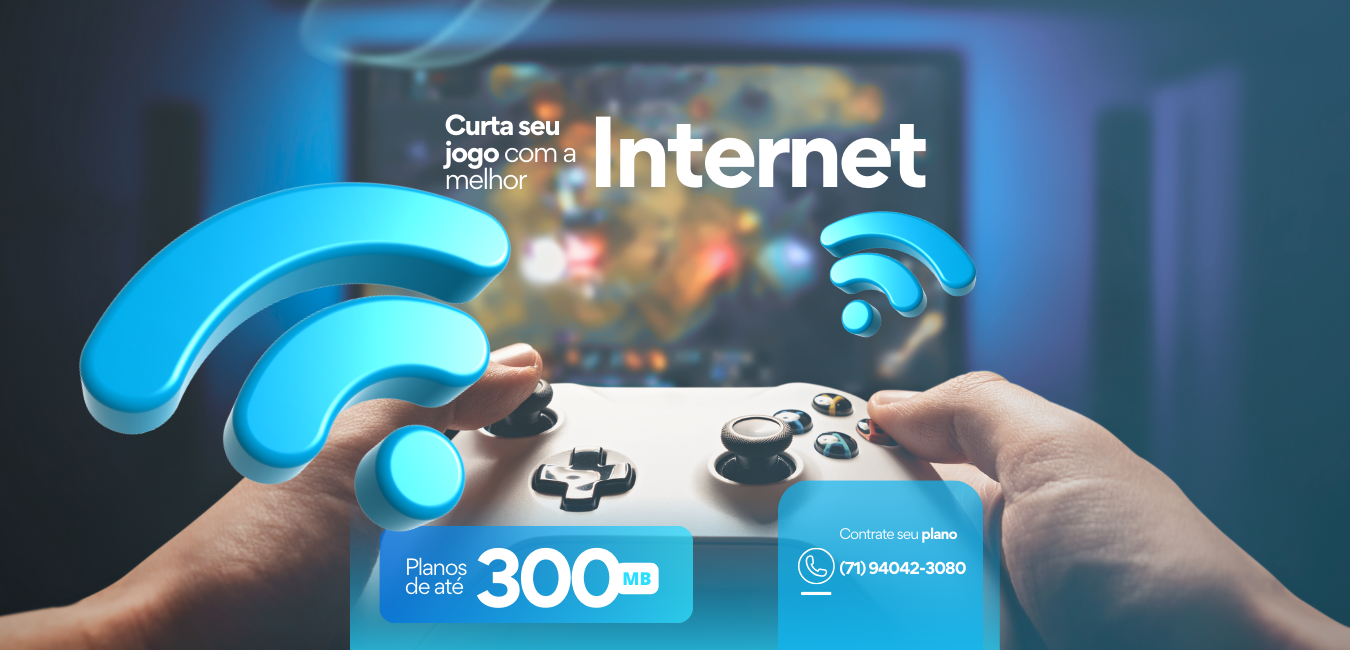 Curta seu
jogo com a
melhor
Internet
Planos
de até
300 MB
Contrate seu plano
(71) 94042-3080
A